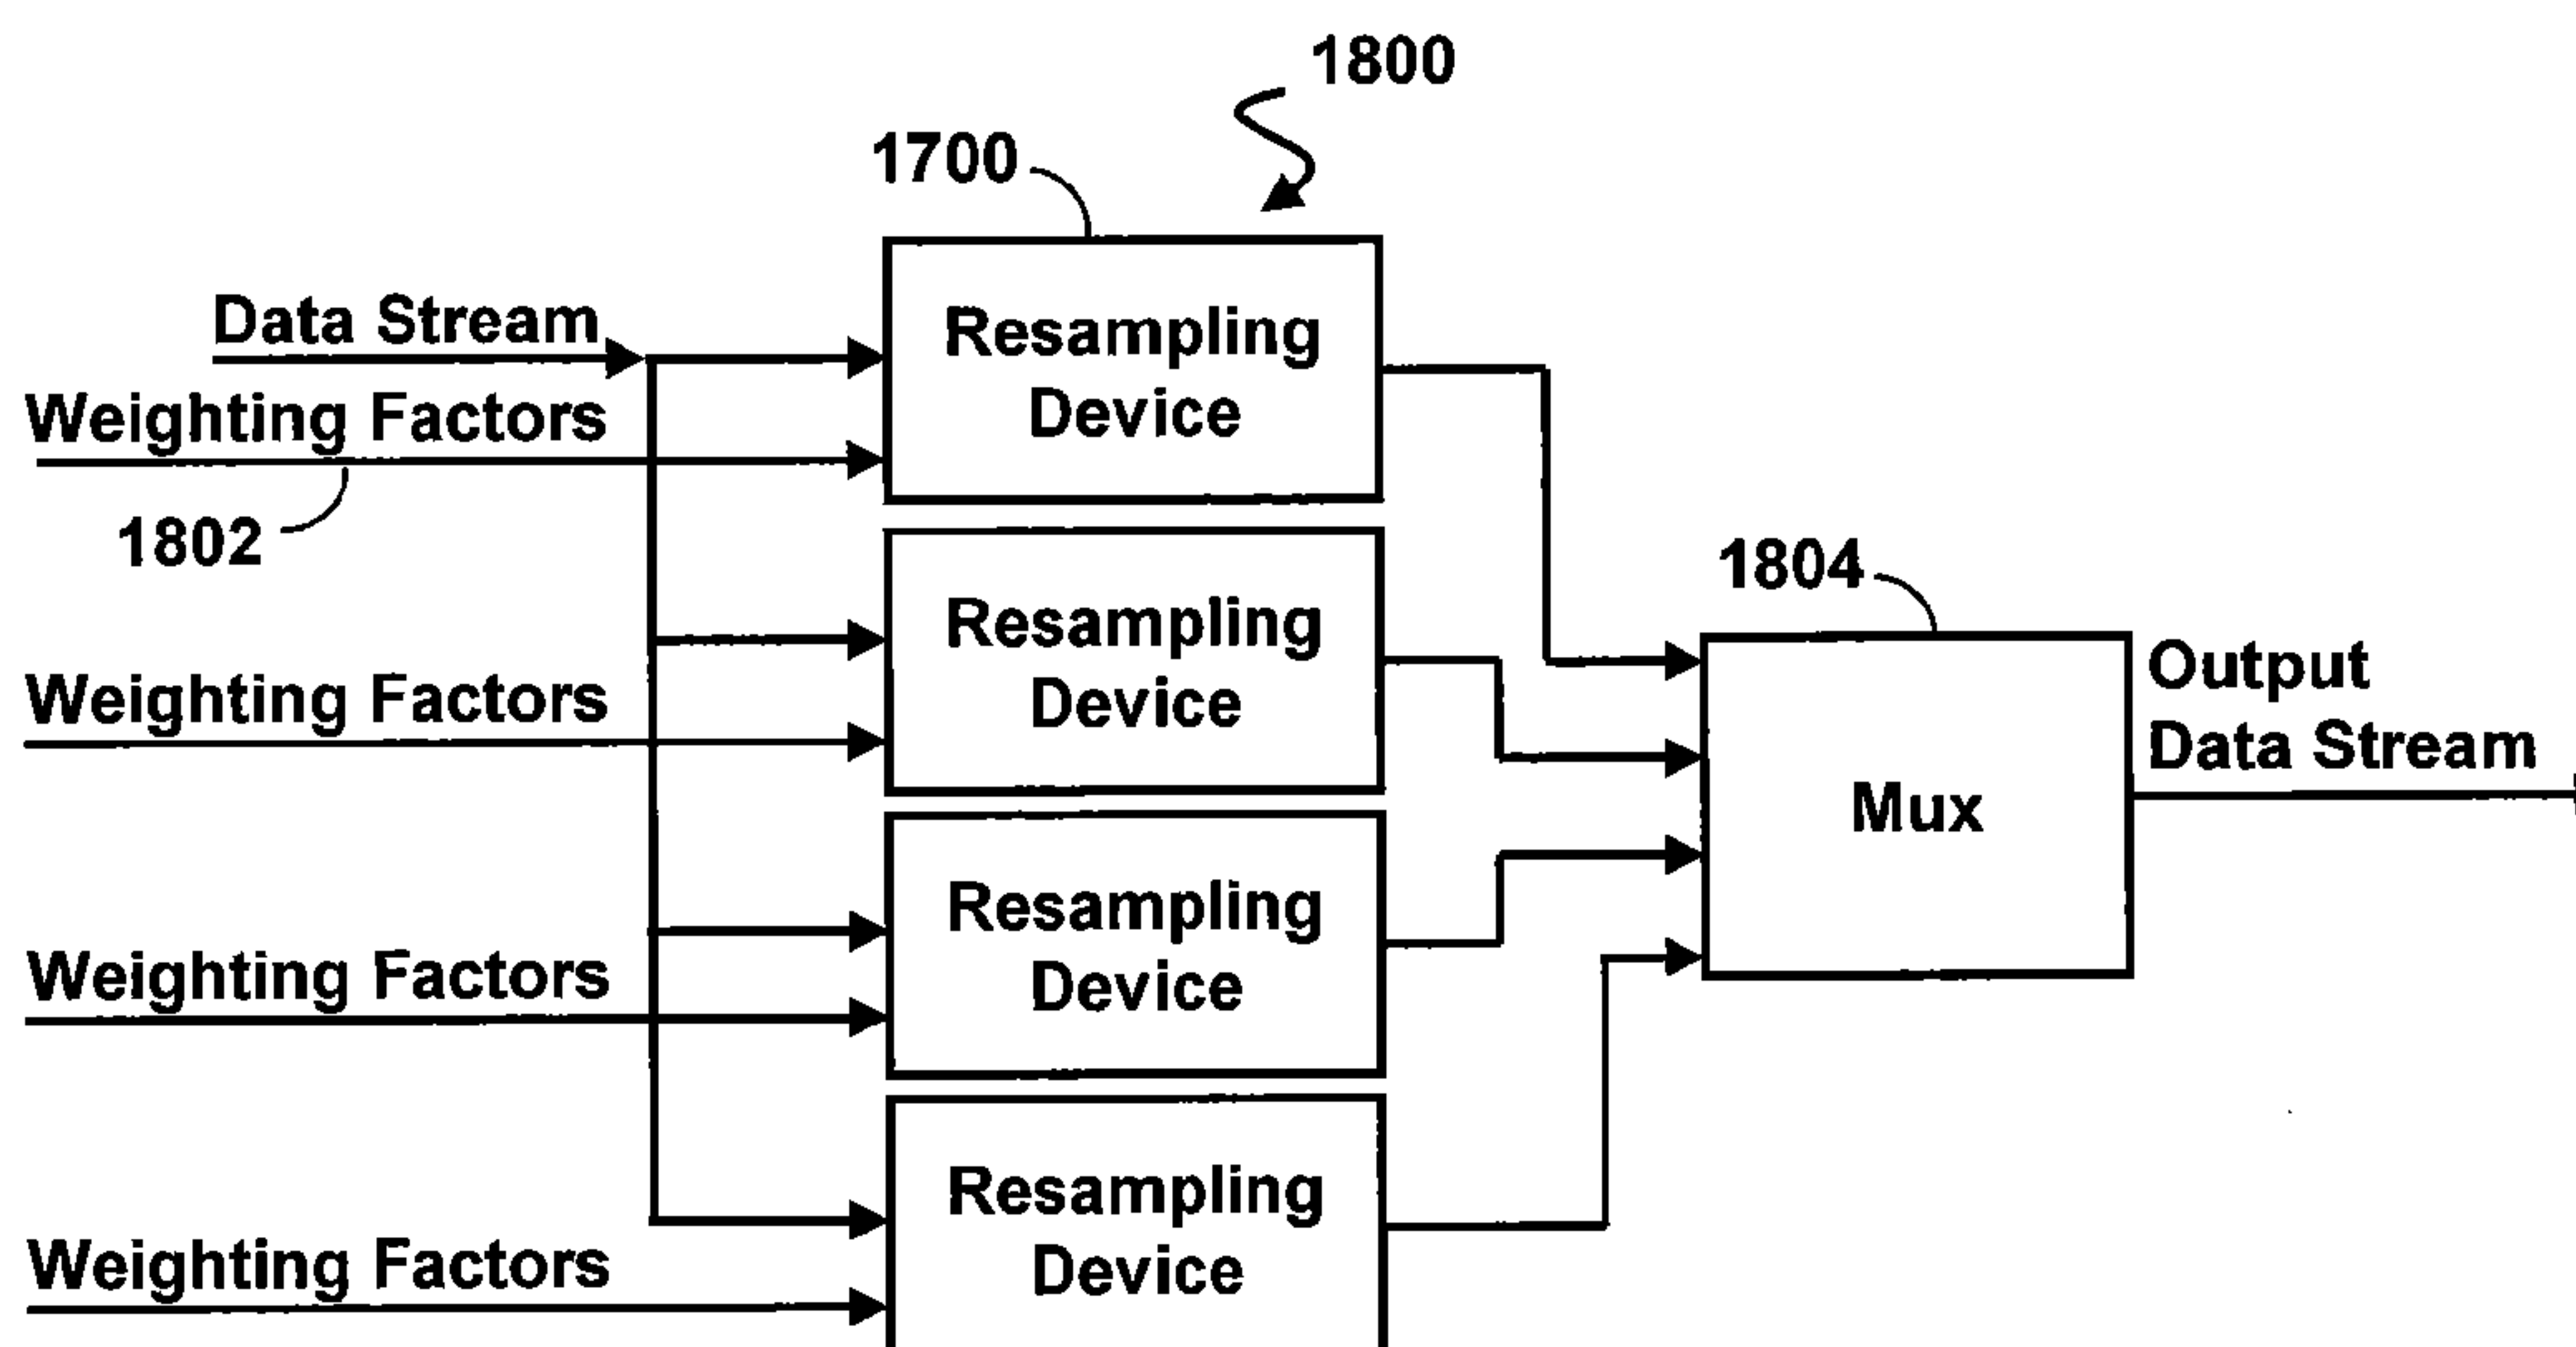 1800
1700
Data Stream
Resampling
Device
Weighting Factors
1802
Resampling
Device
Weighting Factors
1804
Output
Data Stream
Mux
Resampling
Device
Weighting Factors
Resampling
Device
Weighting Factors